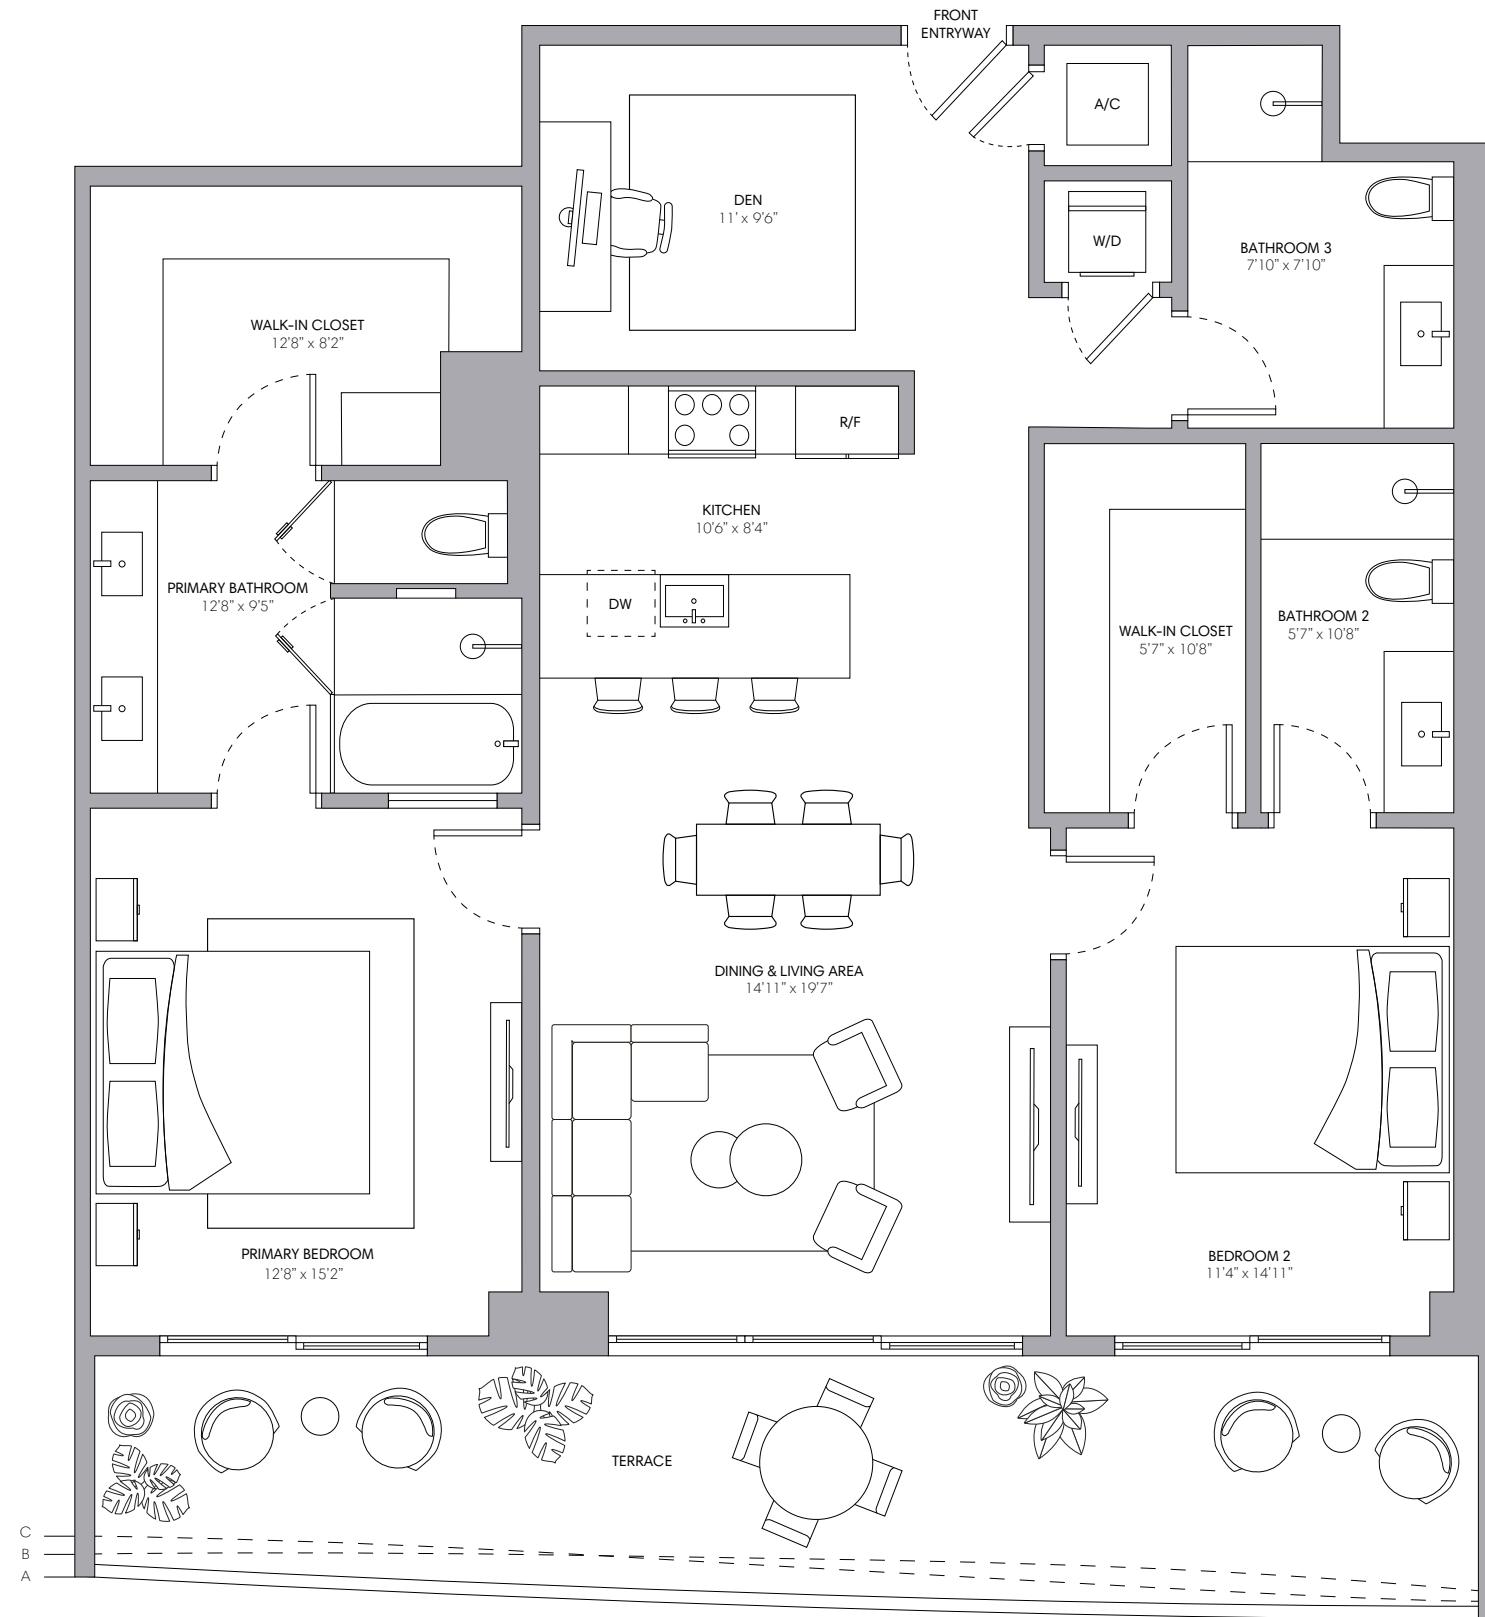 FRONT
ENTRYWAY
A/C
DEN
11' x 9'6"
W/D
BATHROOM 3
7'10" x 7'10"
WALK-IN CLOSET
12'8" x 8'2"
R/F
KITCHEN
10'6" x 8'4"
PRIMARY BATHROOM
12'8" x 9'5"
DW
WALK-IN CLOSET
5'7" x 10'8"
BATHROOM 2
5'7" x 10'8"
DINING & LIVING AREA
14'11" x 19'7"
PRIMARY BEDROOM
12'8" x 15'2"
BEDROOM 2
11'4" x 14'11"
TERRACE
C
B
A